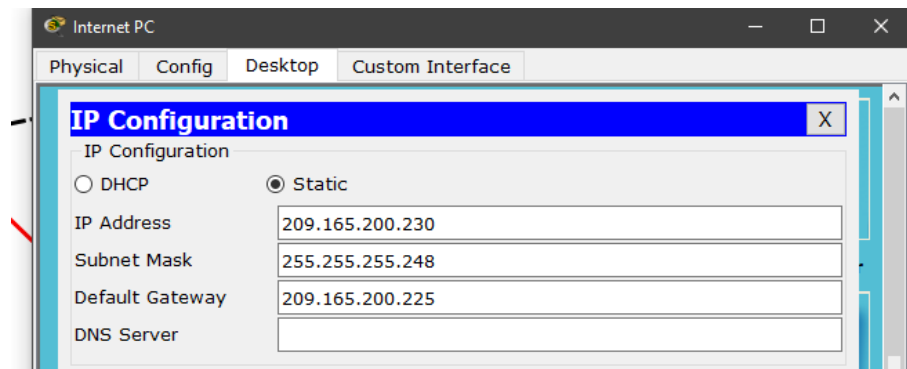 Internet PC
Physical Config Desktop Custom Interface
IP Configuration X
IP Configuration
DHCP Static
IP Address 209.165.200.230
Subnet Mask 255.255.255.248
Default Gateway 209.165.200.225
DNS Server